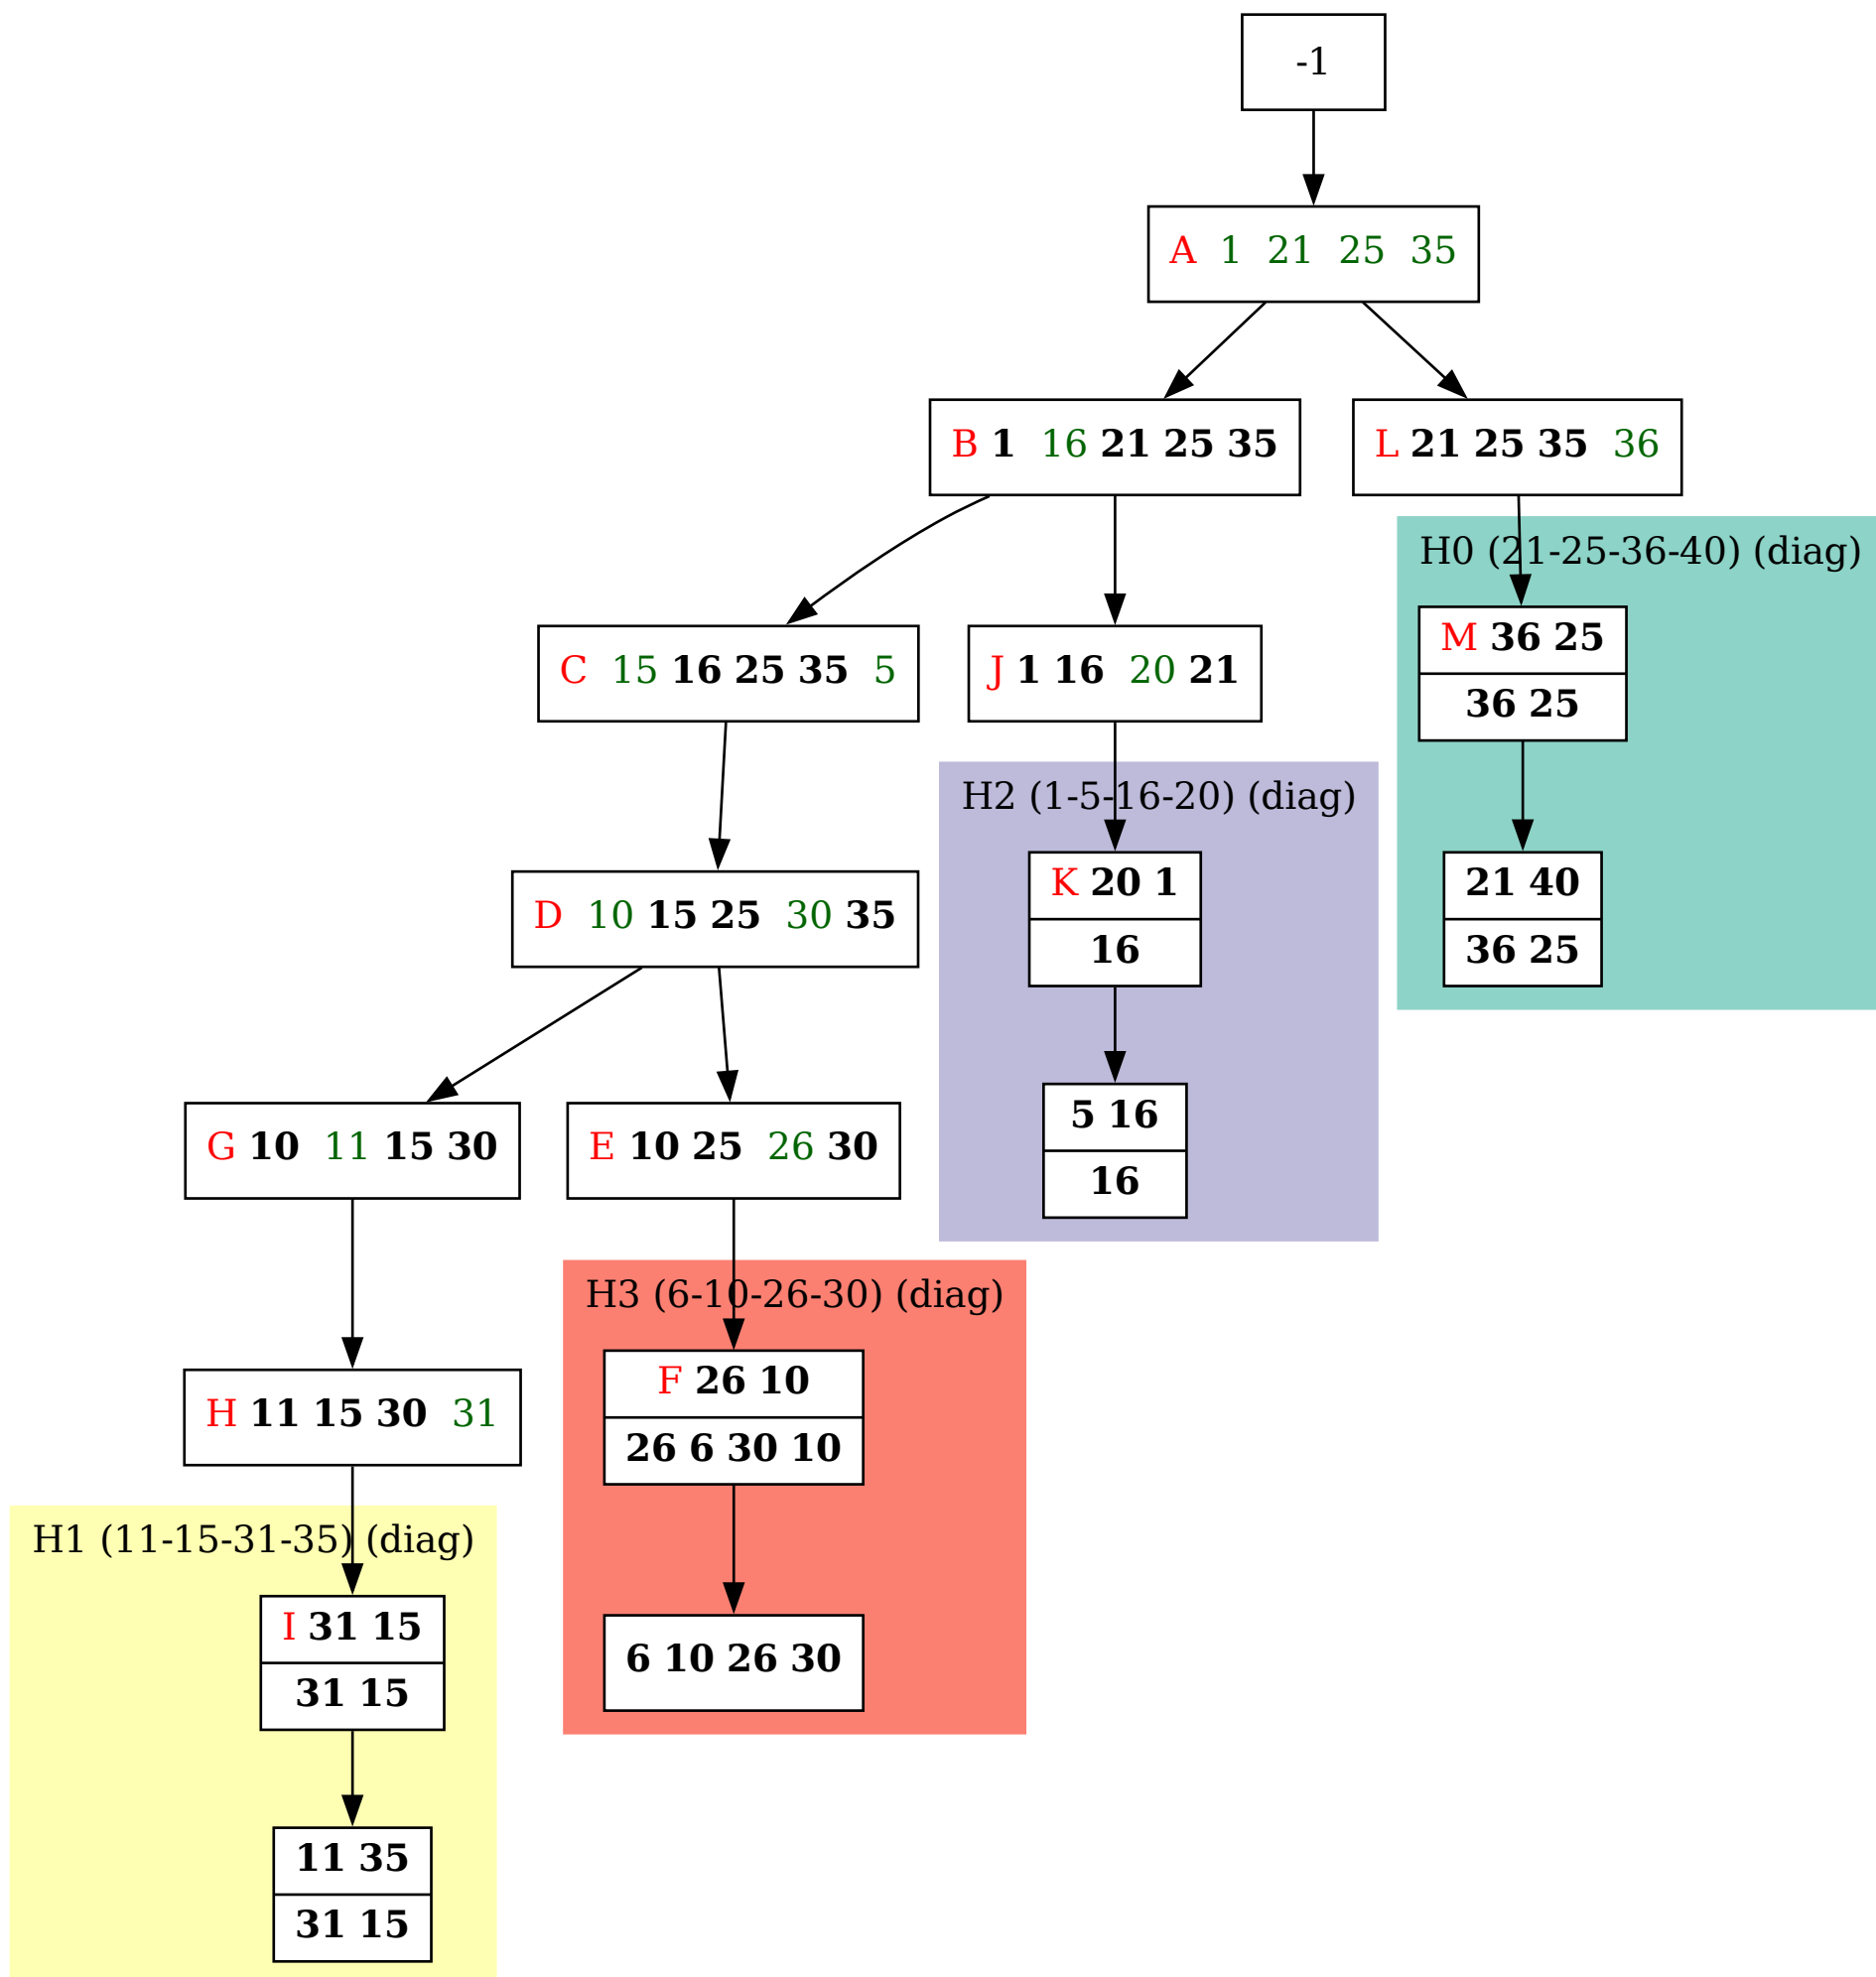 -1
A 1 21 25 35
B 1 16 21 25 35
L 21 25 35 36
H0 (21-25-36-40) (diag)
C 15 16 25 35 5
J 1 16 20 21
M 36 25
36 25
H2 (1-5-16-20) (diag)
D 10 15 25 30 35
K 20 1
16
21 40
36 25
G 10 11 15 30
E 10 25 26 30
5 16
16
H3 (6-10-26-30) (diag)
H 11 15 30 31
F 26 10
26 6 30 10
H1 (11-15-31-35) (diag)
I 31 15
31 15
6 10 26 30
11 35
31 15